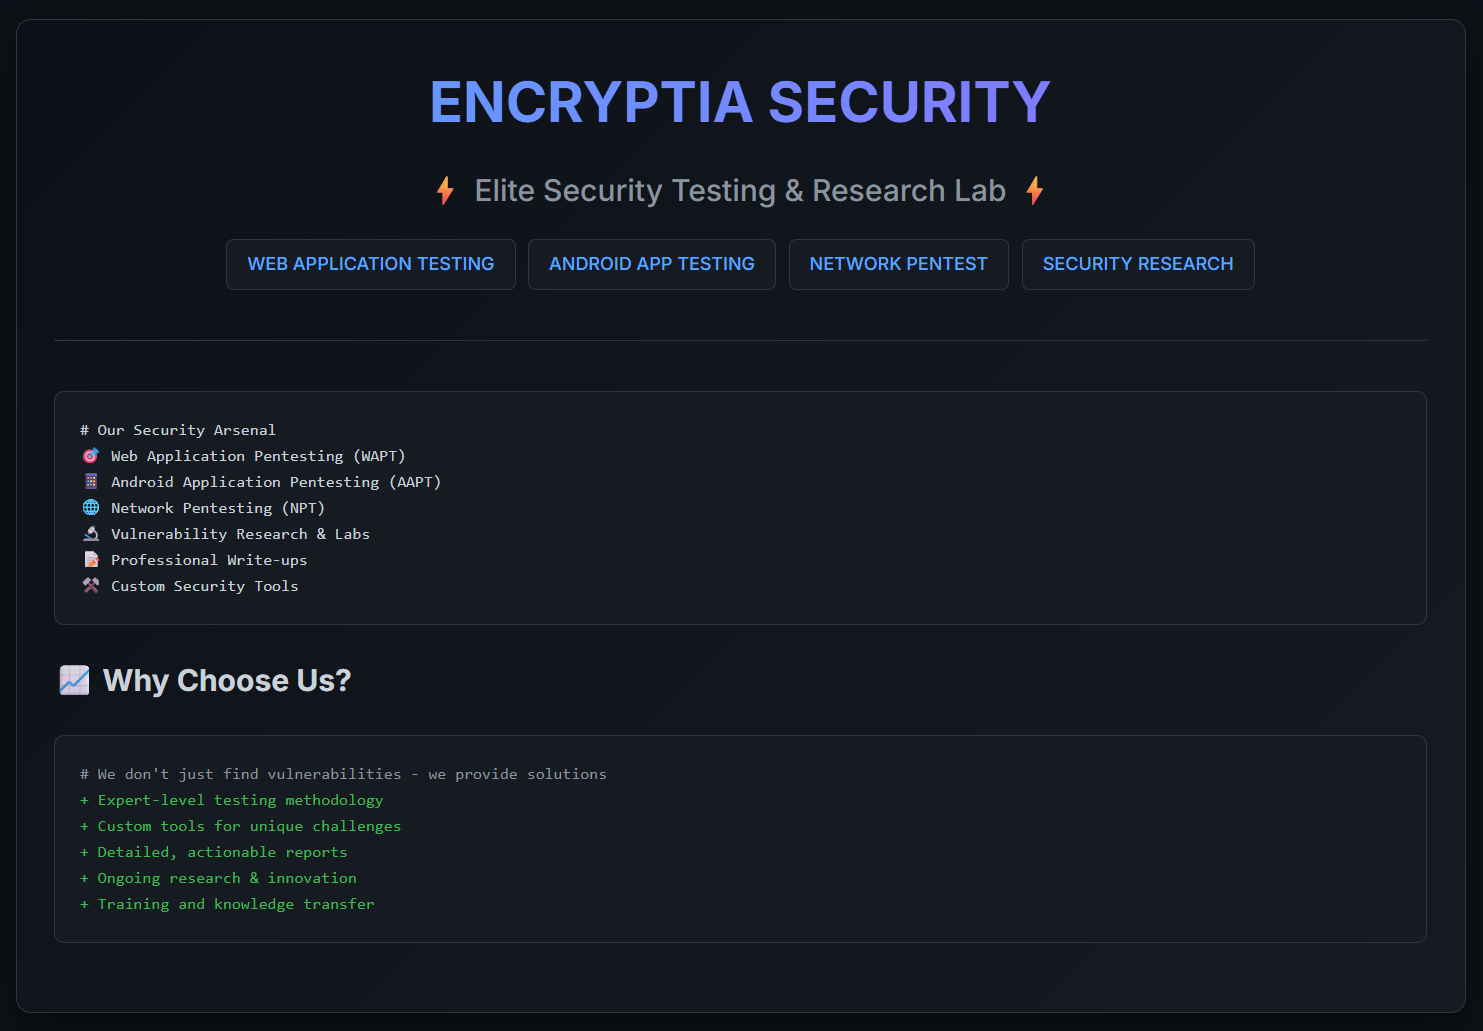 ENCRYPTIA SECURITY
⚡ Elite Security Testing & Research Lab ⚡
WEB APPLICATION TESTING
ANDROID APP TESTING
NETWORK PENTEST
SECURITY RESEARCH
# Our Security Arsenal
🎯 Web Application Pentesting (WAPT)
📱 Android Application Pentesting (AAPT)
🌐 Network Pentesting (NPT)
🔬 Vulnerability Research & Labs
📝 Professional Write-ups
⚒️ Custom Security Tools
📈 Why Choose Us?
# We don't just find vulnerabilities - we provide solutions
+ Expert-level testing methodology
+ Custom tools for unique challenges
+ Detailed, actionable reports
+ Ongoing research & innovation
+ Training and knowledge transfer